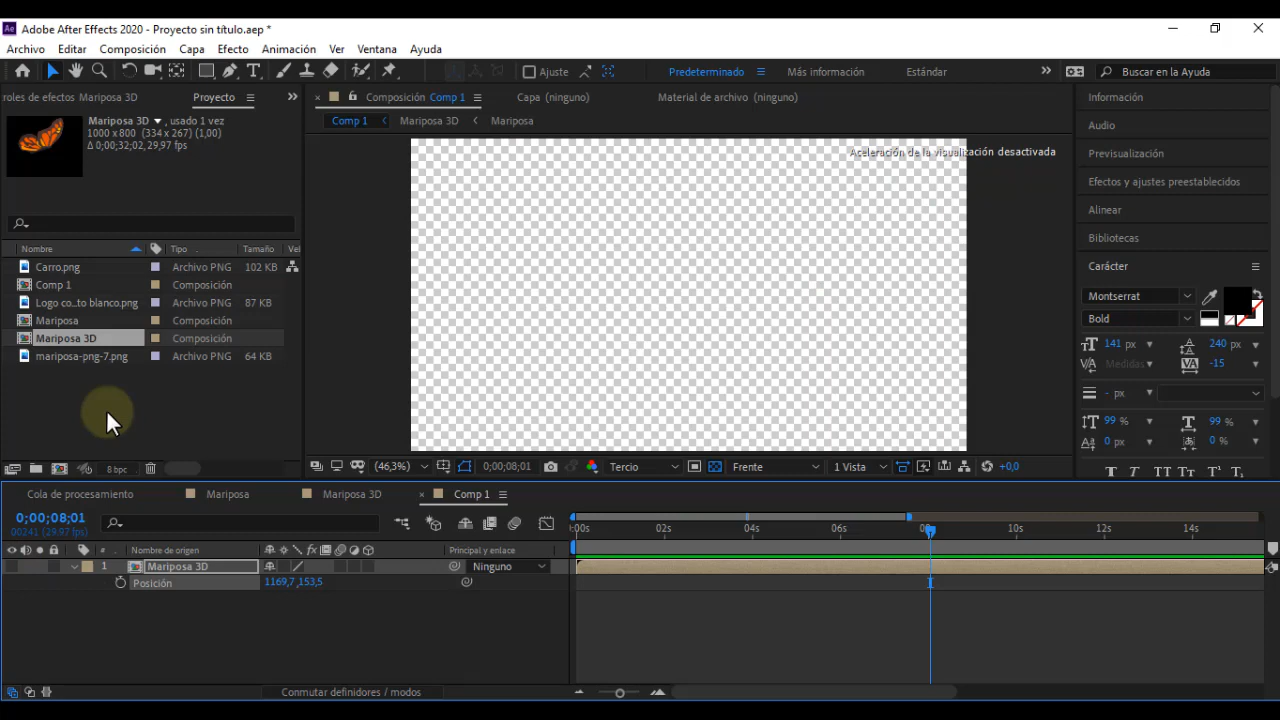 Ae Adobe After Effects 2020 - Proyecto sin título.aep *
Archivo Editar Composición Capa Efecto Animación Ver Ventana Ayuda
Ajuste Predeterminado Más información Estándar Buscar en la Ayuda
roles de efectos Mariposa 3D Proyecto
Composición Comp 1 Capa (ninguno) Material de archivo (ninguno)
Comp 1 Mariposa 3D Mariposa
Mariposa 3D , usado 1 vez
1000 x 800 (334 x 267) (1,00)
Δ 0;00;32;02, 29,97 fps
Nombre Tipo Tamaño Vel
Carro.png Archivo PNG 102 KB
Comp 1 Composición
Logo co...to blanco.png Archivo PNG 87 KB
Mariposa Composición
Mariposa 3D Composición
mariposa-png-7.png Archivo PNG 64 KB
8 bpc
Aceleración de la visualización desactivada
(46,3%) 0;00;08;01 Tercio Frente 1 Vista +0,0
Información
Audio
Previsualización
Efectos y ajustes preestablecidos
Alinear
Bibliotecas
Carácter
Montserrat
Bold
141 px 240 px
Medidas -15
- px
99 % 99 %
0 px 0 %
T T TT Tr T¹ T₁
Cola de procesamiento Mariposa Mariposa 3D Comp 1
0;00;08;01
00241 (29.97 fps)
:00s 02s 04s 06s 10s 12s 14s
# Nombre de origen fx Principal y enlace
1 Mariposa 3D Ninguno
Posición 1169,7,153,5
Conmutar definidores / modos